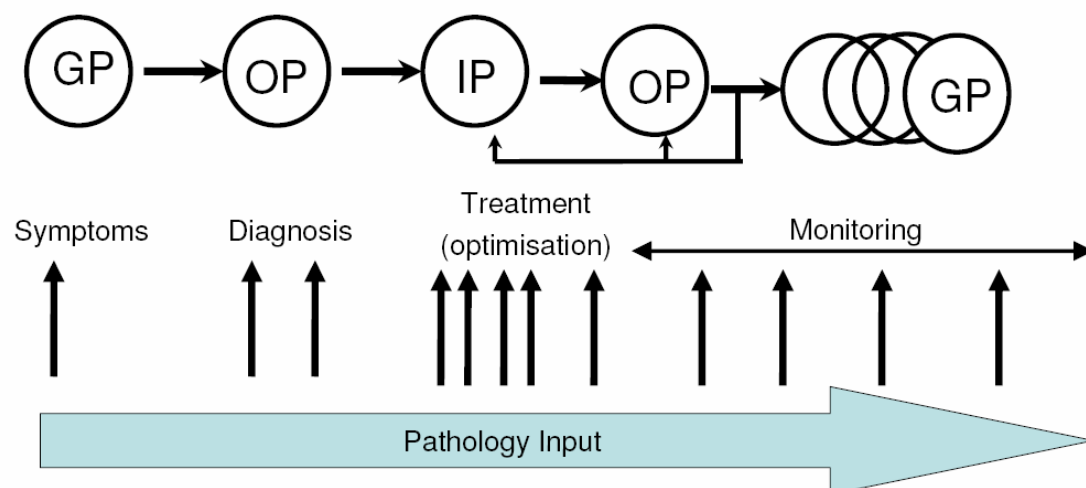 GP
OP
IP
OP
GP
Symptoms
Diagnosis
Treatment
(optimisation)
Monitoring
Pathology Input